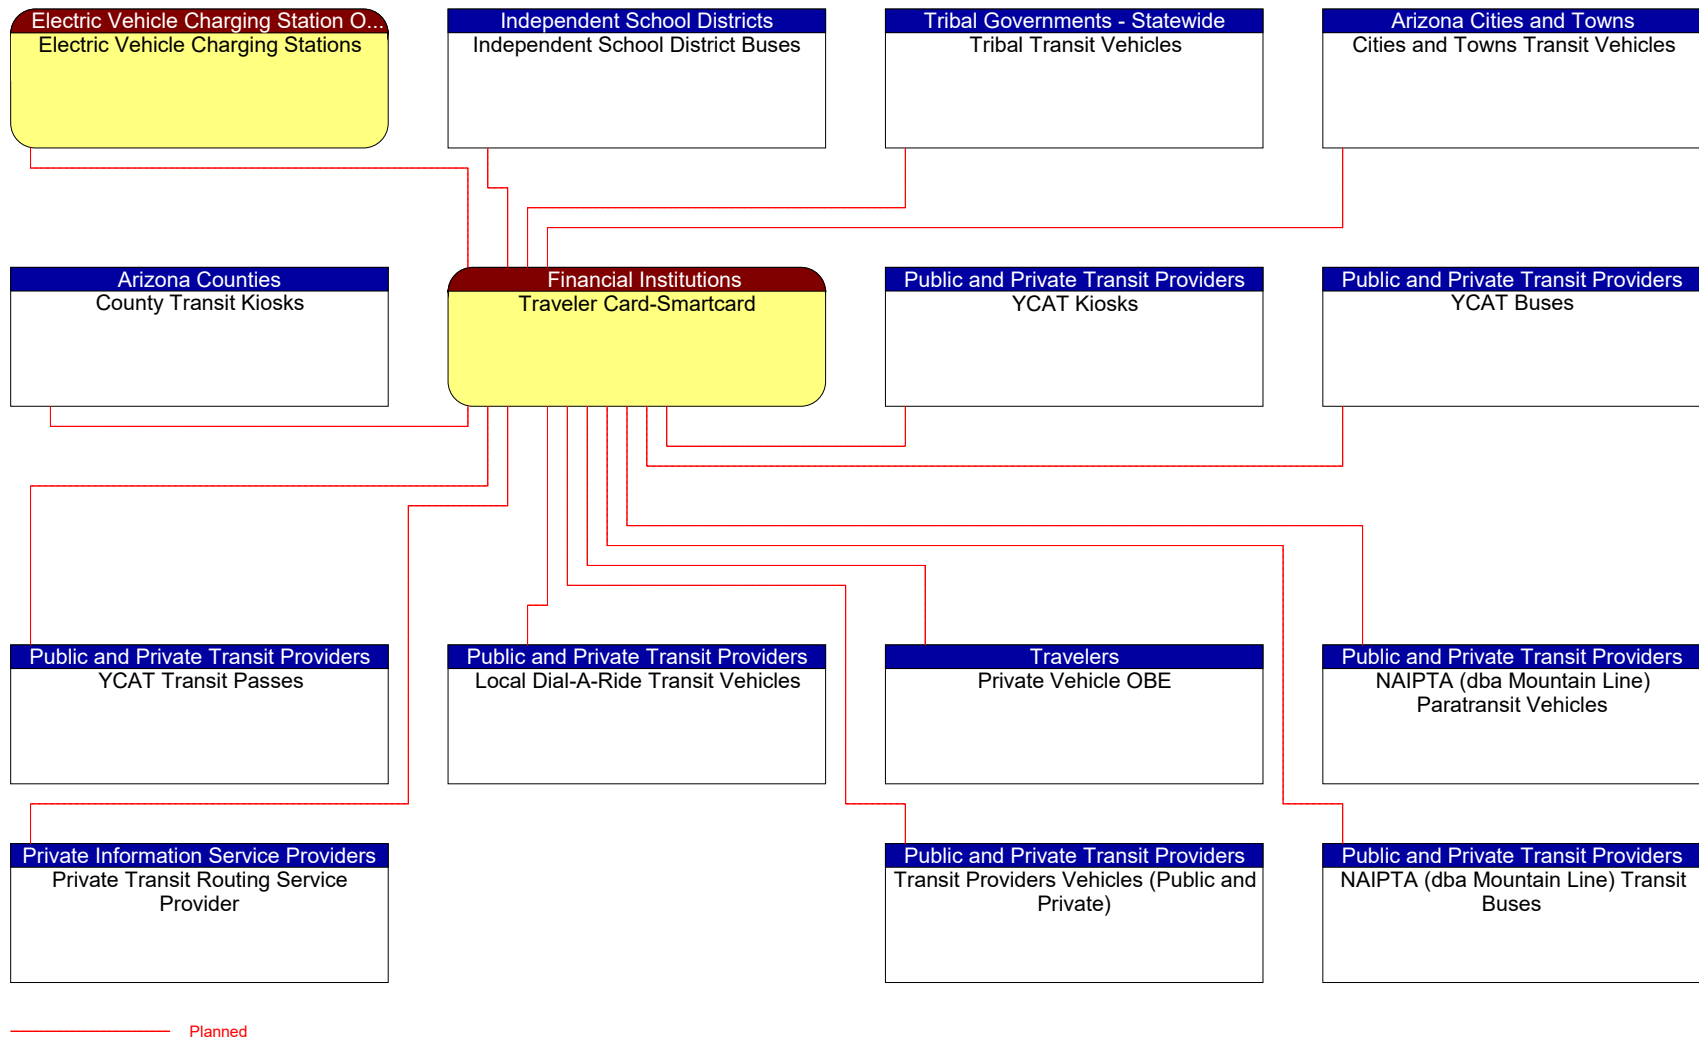 Electric Vehicle Charging Station O...
Electric Vehicle Charging Stations
Independent School Districts
Independent School District Buses
Tribal Governments - Statewide
Tribal Transit Vehicles
Arizona Cities and Towns
Cities and Towns Transit Vehicles
Arizona Counties
County Transit Kiosks
Financial Institutions
Traveler Card-Smartcard
Public and Private Transit Providers
YCAT Kiosks
Public and Private Transit Providers
YCAT Buses
Public and Private Transit Providers
YCAT Transit Passes
Public and Private Transit Providers
Local Dial-A-Ride Transit Vehicles
Travelers
Private Vehicle OBE
Public and Private Transit Providers
NAIPTA (dba Mountain Line)
Paratransit Vehicles
Private Information Service Providers
Private Transit Routing Service
Provider
Public and Private Transit Providers
Transit Providers Vehicles (Public and
Private)
Public and Private Transit Providers
NAIPTA (dba Mountain Line) Transit
Buses
Planned